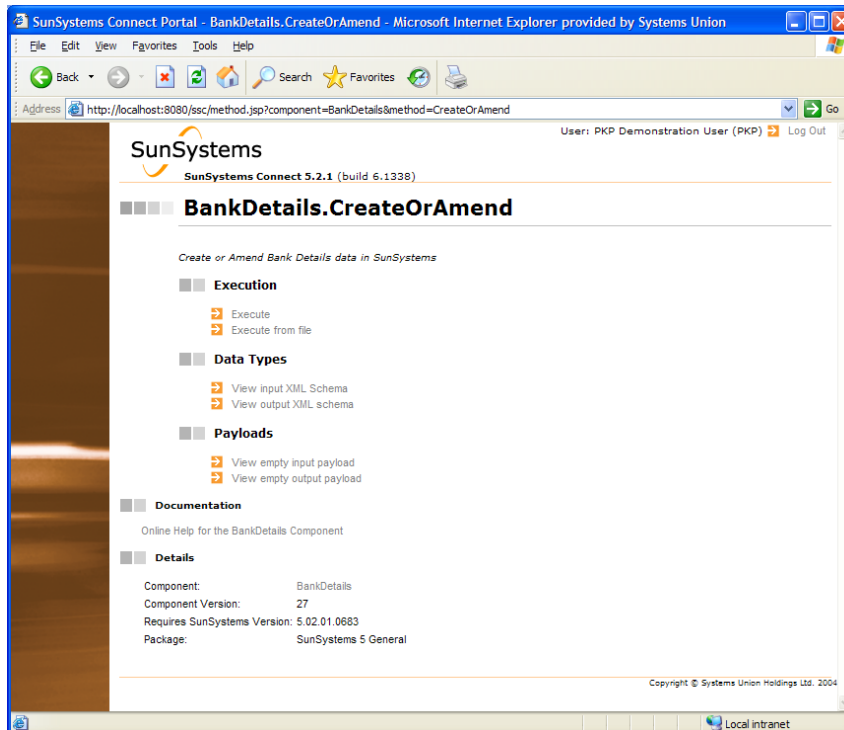 SunSystems Connect Portal - BankDetails.CreateOrAmend - Microsoft Internet Explorer provided by Systems Union
File Edit View Favorites Tools Help
Back Search Favorites
Address http://localhost:8080/ssc/method.jsp?component=BankDetails&method=CreateOrAmend Go
User: PKP Demonstration User (PKP) Log Out
SunSystems
SunSystems Connect 5.2.1 (build 6.1338)
BankDetails.CreateOrAmend
Create or Amend Bank Details data in SunSystems
Execution
Execute
Execute from file
Data Types
View input XML Schema
View output XML schema
Payloads
View empty input payload
View empty output payload
Documentation
Online Help for the BankDetails Component
Details
Component: BankDetails
Component Version: 27
Requires SunSystems Version: 5.02.01.0683
Package: SunSystems 5 General
Copyright © Systems Union Holdings Ltd. 2004
Local intranet